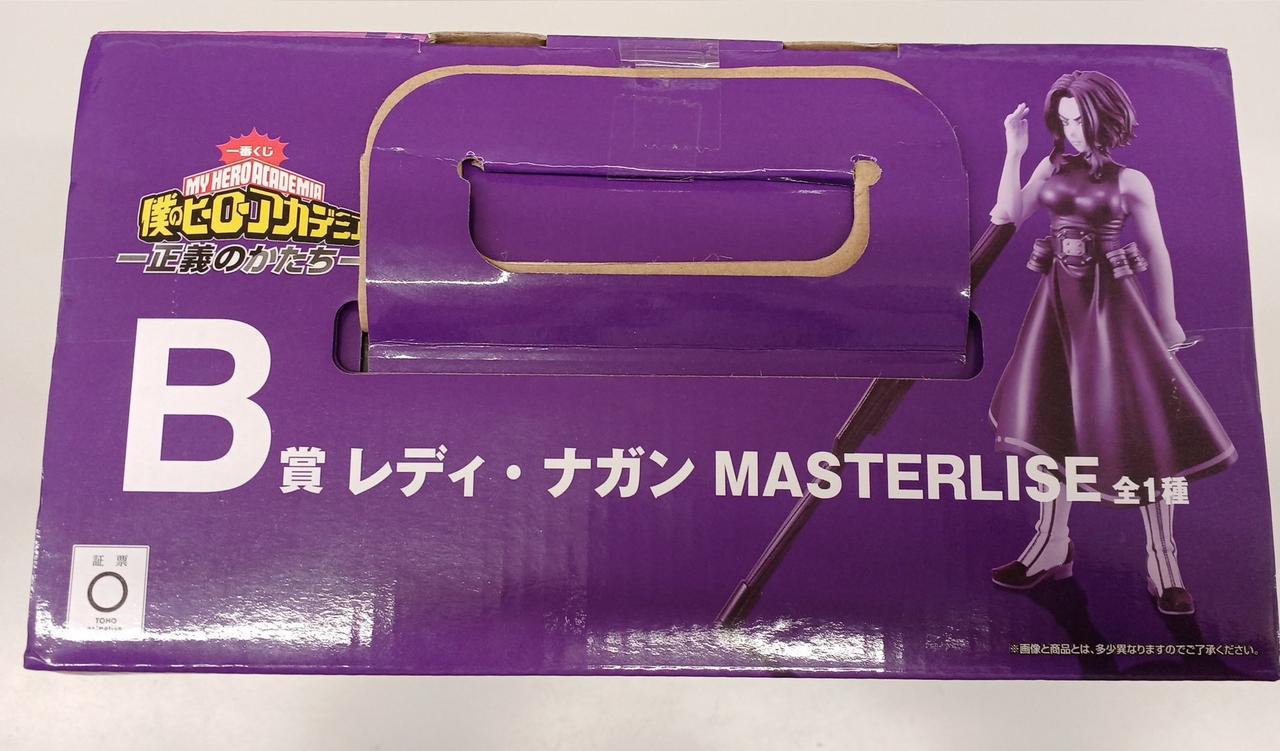 一番くじ
MY HERO ACADEMIA
僕のヒーローアカデミア
―正義のかたち―
B賞 レディ・ナガン MASTERLISE 全1種
証票
TOHO
animation
※画像と商品とは、多少異なりますのでご了承ください。